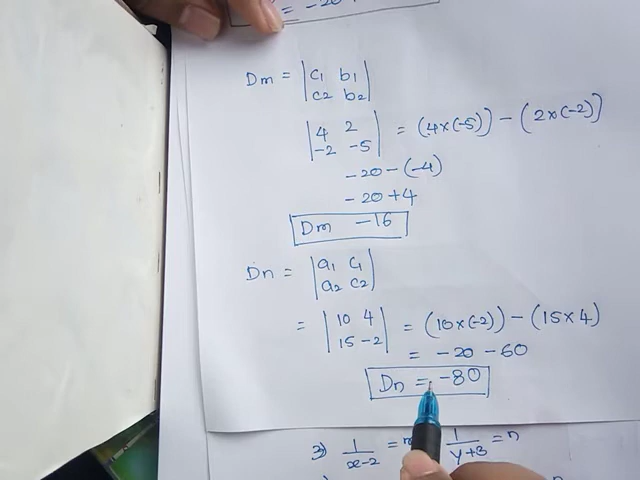 = -20
Dm = |c1 b1|
|c2 b2|
|4 2| = (4×(-5)) - (2×(-2))
|-2 -5|
-20-(-4)
-20+4
Dm -16
Dn = |a1 c1|
|a2 c2|
= |10 4| = (10×(-2)) - (15×4)
|15 -2|
= -20 - 60
Dn = -80
3) 1/x-2 = 1/y+3 = n